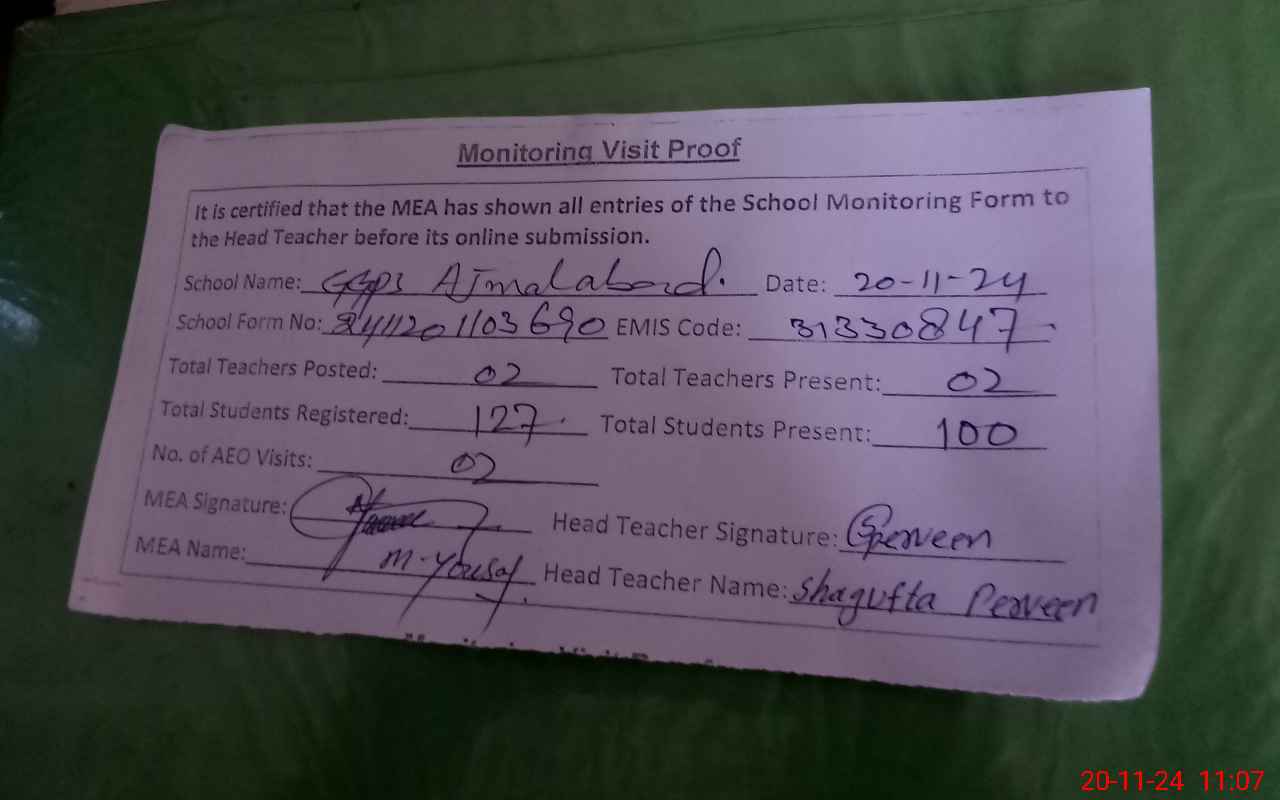 Monitoring Visit Proof
It is certified that the MEA has shown all entries of the School Monitoring Form to
the Head Teacher before its online submission.
School Name: GGPS Ajmalabad. Date: 20-11-24
School Form No: 2411201103690 EMIS Code: 31330847
Total Teachers Posted: 02 Total Teachers Present: 02
Total Students Registered: 127 Total Students Present: 100
No. of AEO Visits: 02
MEA Signature: Head Teacher Signature: SPerveen
MEA Name: M-Yousaf Head Teacher Name: Shagufta Perveen
20-11-24 11:07